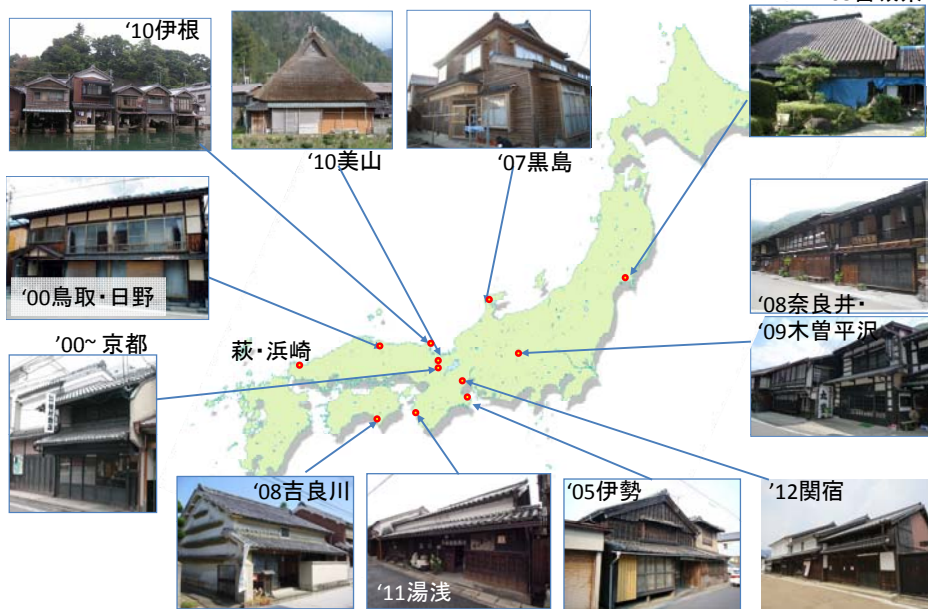 ‘10伊根
‘10美山
‘07黒島
‘00鳥取・日野
‘08奈良井・
‘09木曽平沢
‘00~ 京都
萩・浜崎
‘08吉良川
‘11湯浅
‘05伊勢
’12関宿